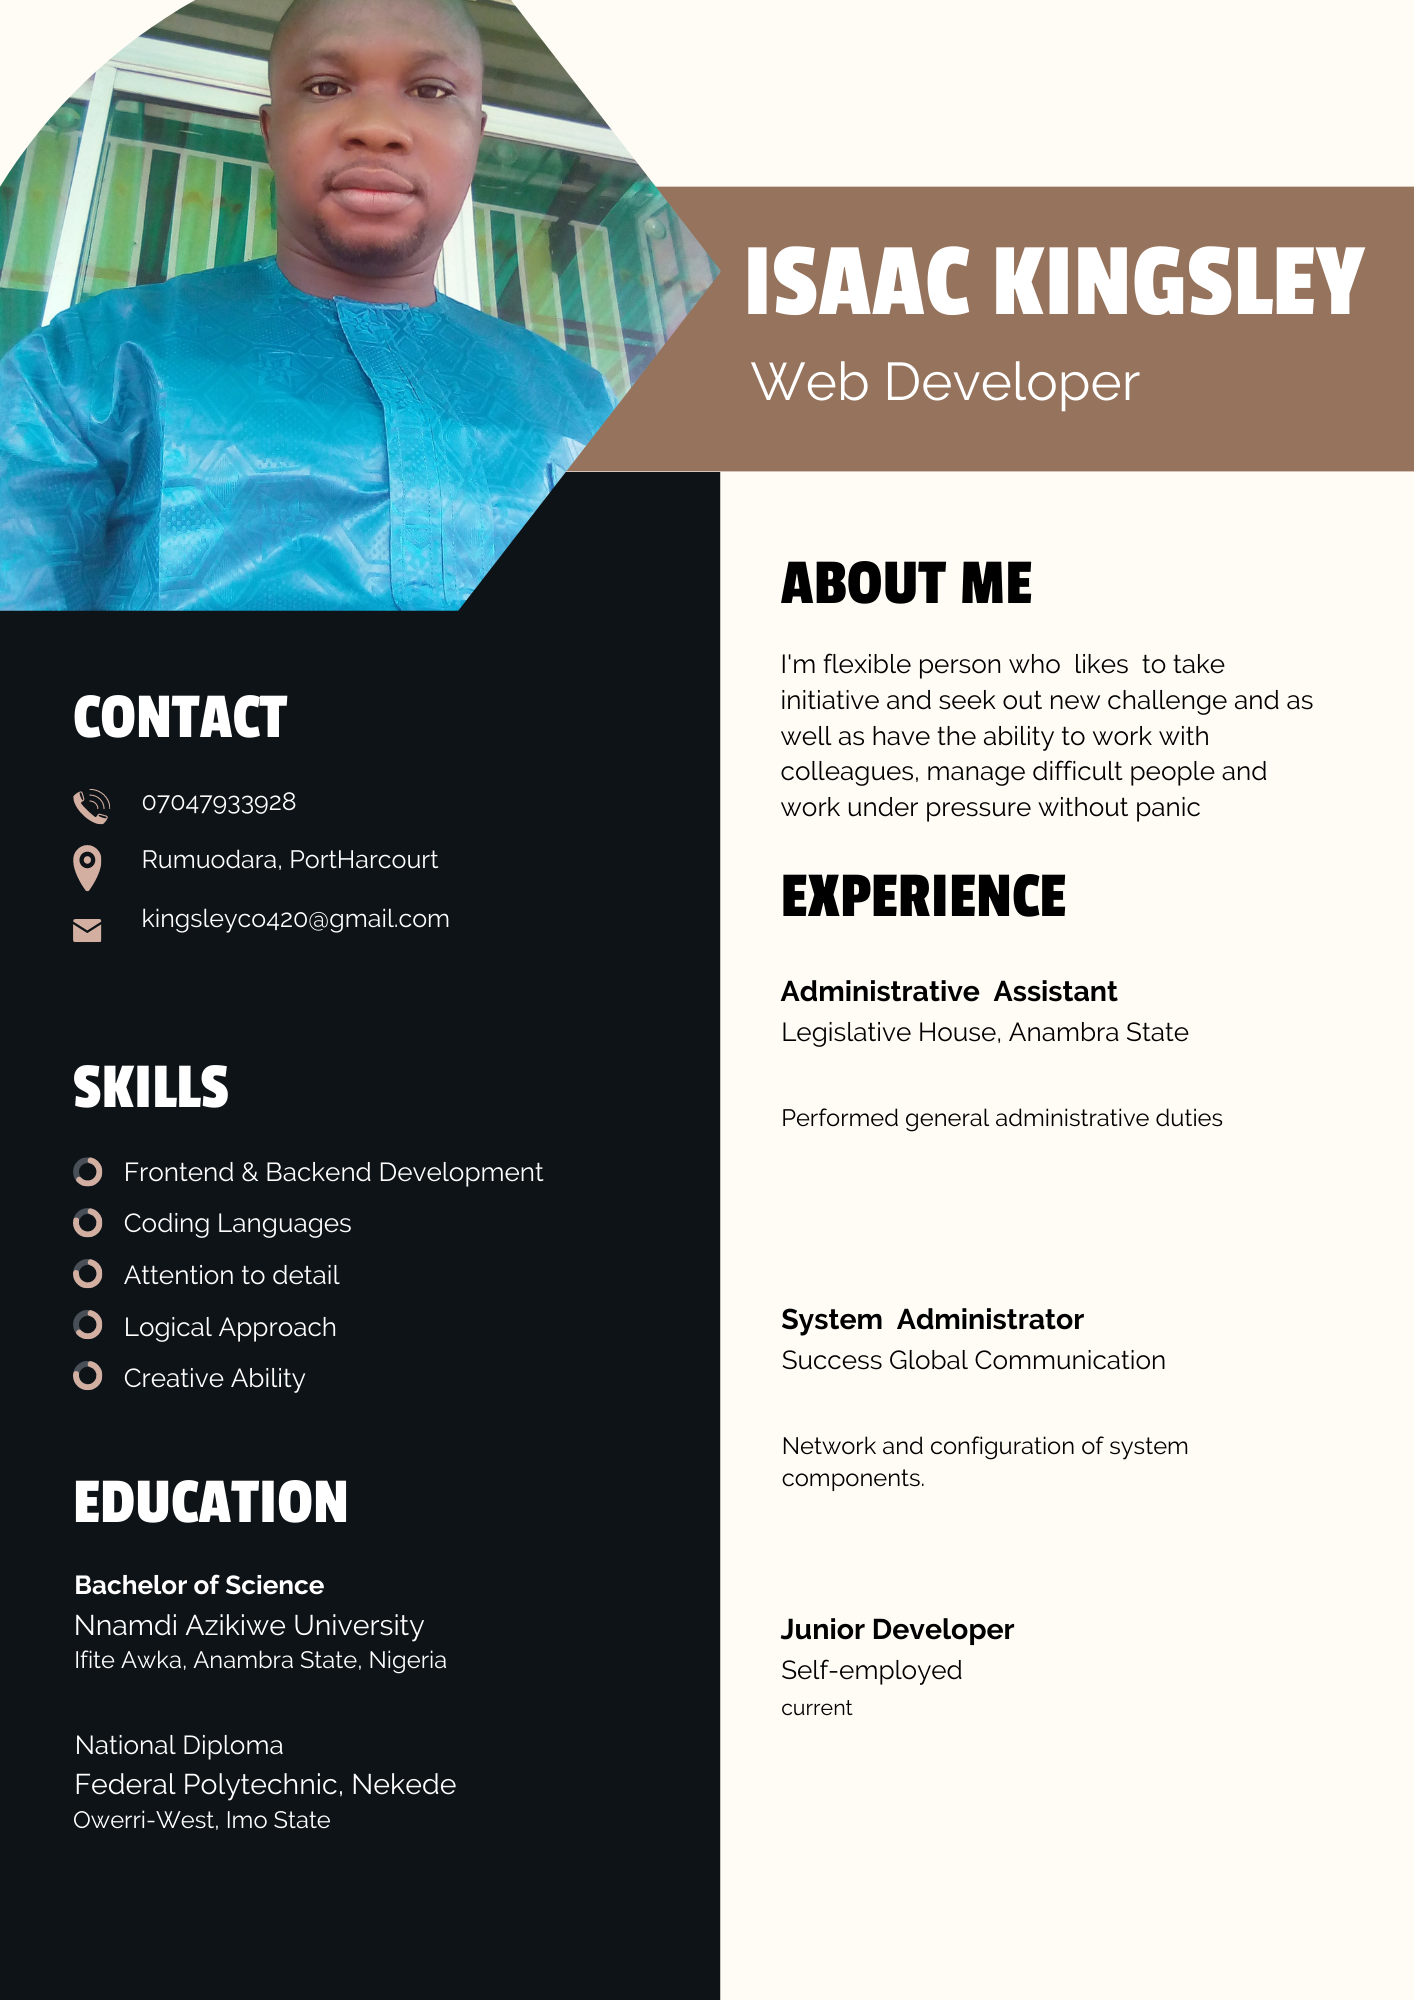 ISAAC KINGSLEY
Web Developer
CONTACT
07047933928
Rumuodara, PortHarcourt
kingsleyco420@gmail.com
SKILLS
Frontend & Backend Development
Coding Languages
Attention to detail
Logical Approach
Creative Ability
EDUCATION
Bachelor of Science
Nnamdi Azikiwe University
Ifite Awka, Anambra State, Nigeria
National Diploma
Federal Polytechnic, Nekede
Owerri-West, Imo State
ABOUT ME
I'm flexible person who likes to take
initiative and seek out new challenge and as
well as have the ability to work with
colleagues, manage difficult people and
work under pressure without panic
EXPERIENCE
Administrative Assistant
Legislative House, Anambra State
Performed general administrative duties
System Administrator
Success Global Communication
Network and configuration of system
components.
Junior Developer
Self-employed
current